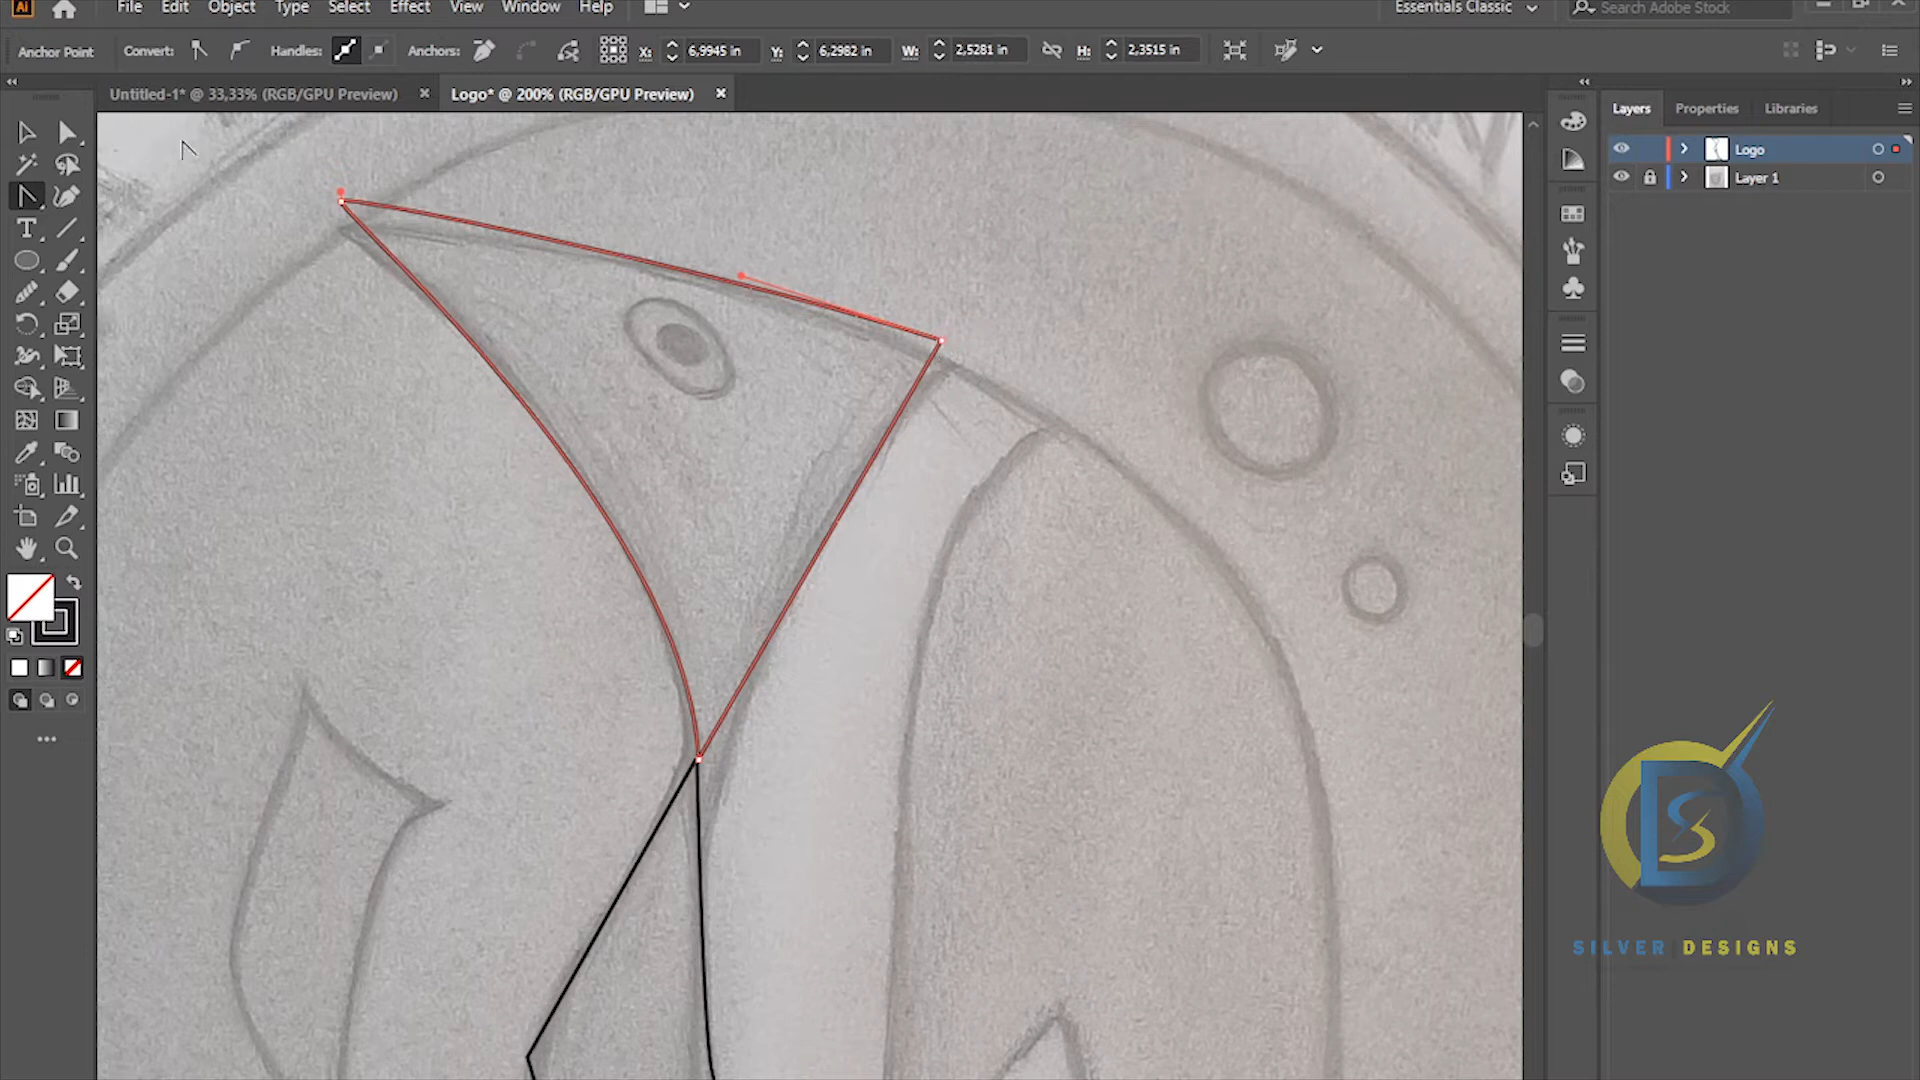 File Edit Object Type Select Effect View Window Help
Essentials Classic
Search Adobe Stock
Anchor Point
Convert:
Handles:
Anchors:
X: 6,9945 in
Y: 6,2982 in
W: 2,5281 in
H: 2,3515 in
Untitled-1* @ 33,33% (RGB/GPU Preview)
Logo* @ 200% (RGB/GPU Preview)
Layers Properties Libraries
Logo
Layer 1
SILVER DESIGNS